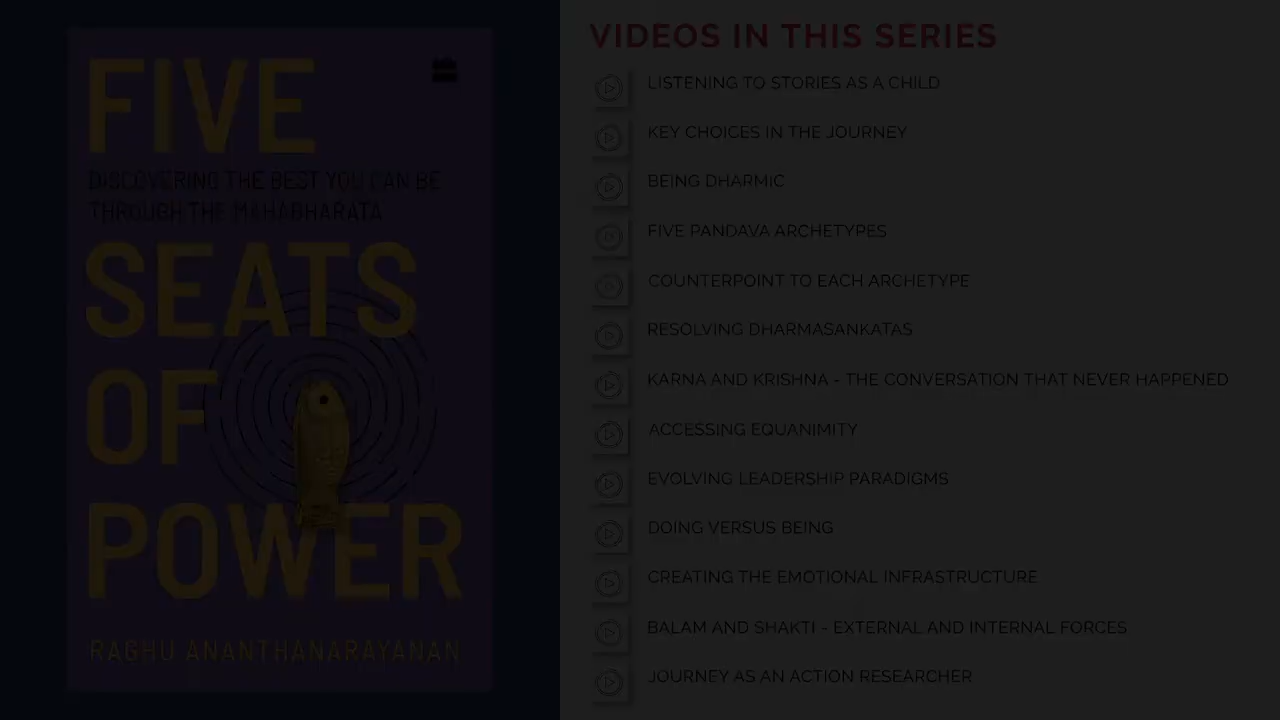 FIVE
DISCOVERING THE BEST YOU CAN BE
THROUGH THE MAHABHARATA
SEATS
OF
POWER
RAGHU ANANTHANARAYANAN
VIDEOS IN THIS SERIES
LISTENING TO STORIES AS A CHILD
KEY CHOICES IN THE JOURNEY
BEING DHARMIC
FIVE PANDAVA ARCHETYPES
COUNTERPOINT TO EACH ARCHETYPE
RESOLVING DHARMASANKATAS
KARNA AND KRISHNA - THE CONVERSATION THAT NEVER HAPPENED
ACCESSING EQUANIMITY
EVOLVING LEADERSHIP PARADIGMS
DOING VERSUS BEING
CREATING THE EMOTIONAL INFRASTRUCTURE
BALAM AND SHAKTI - EXTERNAL AND INTERNAL FORCES
JOURNEY AS AN ACTION RESEARCHER